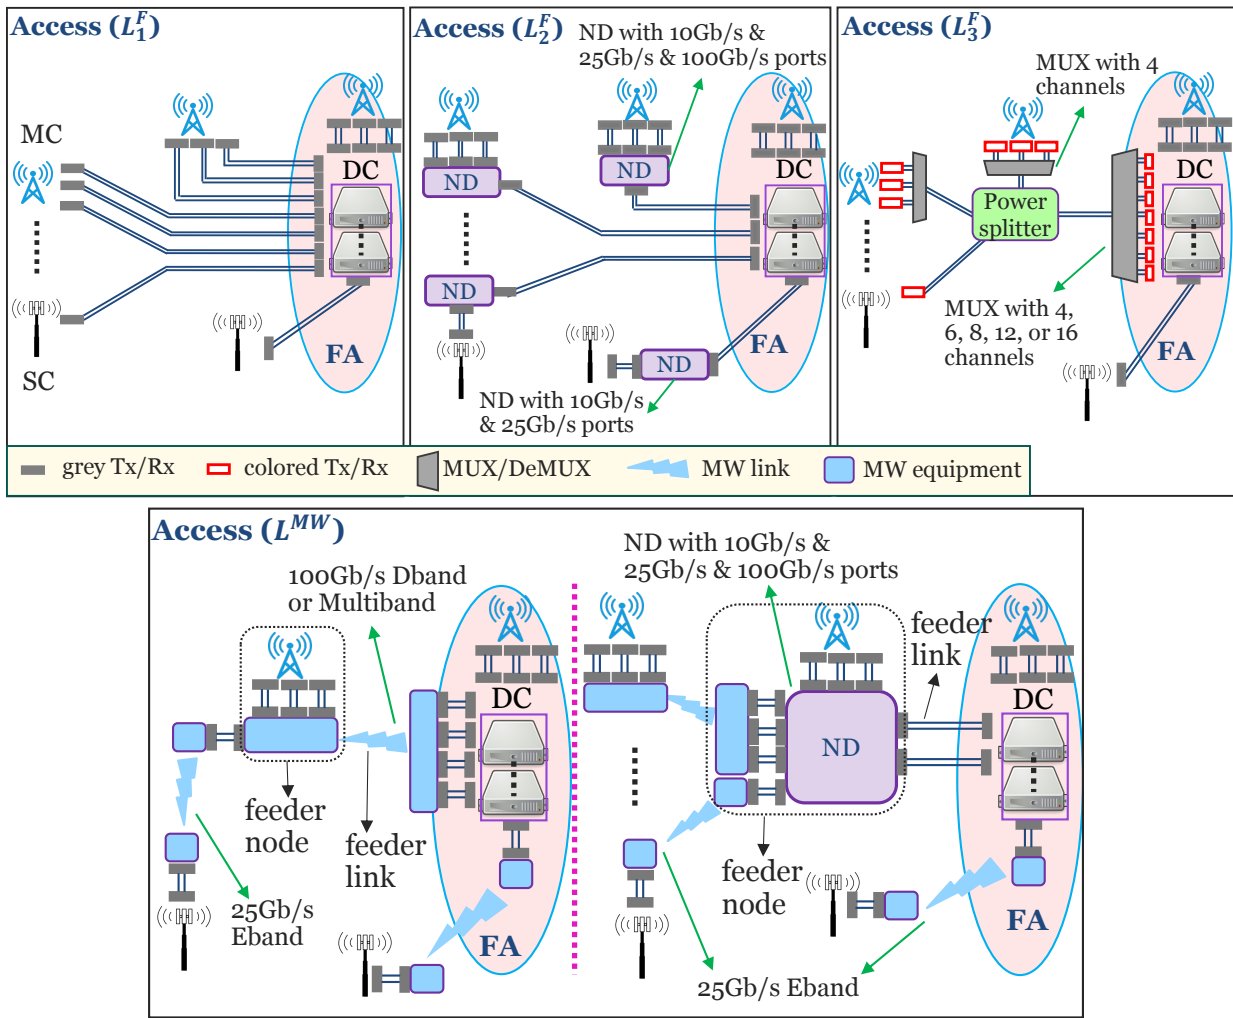 Access (L₁ᶠ)
MC
SC
DC
FA
Access (L₂ᶠ)
ND with 10Gb/s &
25Gb/s & 100Gb/s ports
ND
ND
ND
DC
ND
FA
ND with 10Gb/s
& 25Gb/s ports
Access (L₃ᶠ)
MUX with 4
channels
DC
Power
splitter
MUX with 4,
6, 8, 12, or 16
channels
FA
grey Tx/Rx
colored Tx/Rx
MUX/DeMUX
MW link
MW equipment
Access (Lᴹᵂ)
100Gb/s Dband
or Multiband
DC
feeder
node
feeder
link
25Gb/s
Eband
FA
ND with 10Gb/s &
25Gb/s & 100Gb/s ports
feeder
link
DC
ND
feeder
node
FA
25Gb/s Eband